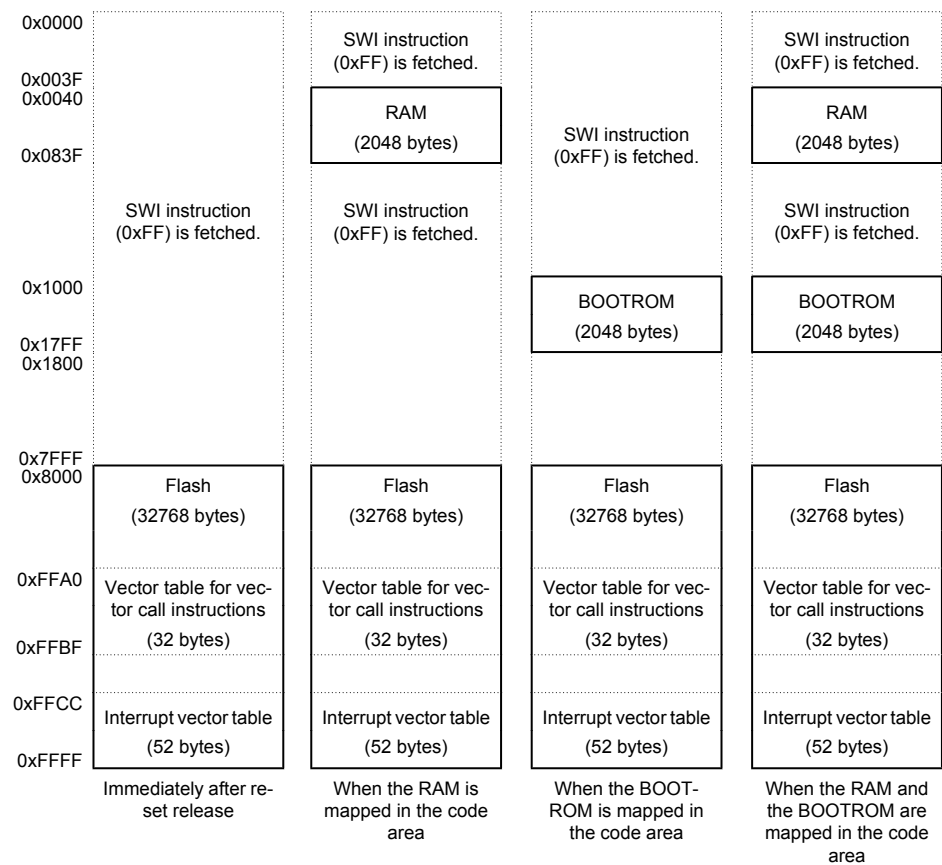 0x0000
0x003F
0x0040
0x083F
0x1000
0x17FF
0x1800
0x7FFF
0x8000
0xFFA0
0xFFBF
0xFFCC
0xFFFF
SWI instruction
(0xFF) is fetched.
Flash
(32768 bytes)
Vector table for vec-
tor call instructions
(32 bytes)
Interrupt vector table
(52 bytes)
Immediately after re-
set release
SWI instruction
(0xFF) is fetched.
RAM
(2048 bytes)
SWI instruction
(0xFF) is fetched.
Flash
(32768 bytes)
Vector table for vec-
tor call instructions
(32 bytes)
Interrupt vector table
(52 bytes)
When the RAM is
mapped in the code
area
SWI instruction
(0xFF) is fetched.
BOOTROM
(2048 bytes)
Flash
(32768 bytes)
Vector table for vec-
tor call instructions
(32 bytes)
Interrupt vector table
(52 bytes)
When the BOOT-
ROM is mapped in
the code area
SWI instruction
(0xFF) is fetched.
RAM
(2048 bytes)
SWI instruction
(0xFF) is fetched.
BOOTROM
(2048 bytes)
Flash
(32768 bytes)
Vector table for vec-
tor call instructions
(32 bytes)
Interrupt vector table
(52 bytes)
When the RAM and
the BOOTROM are
mapped in the code
area